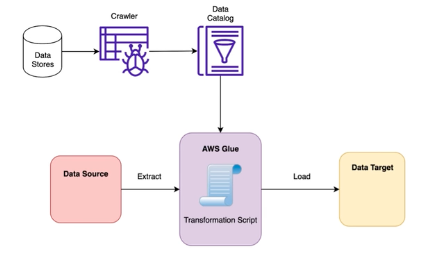 Crawler
Data
Catalog
Data
Stores
AWS Glue
Data Source
Extract
Transformation Script
Load
Data Target